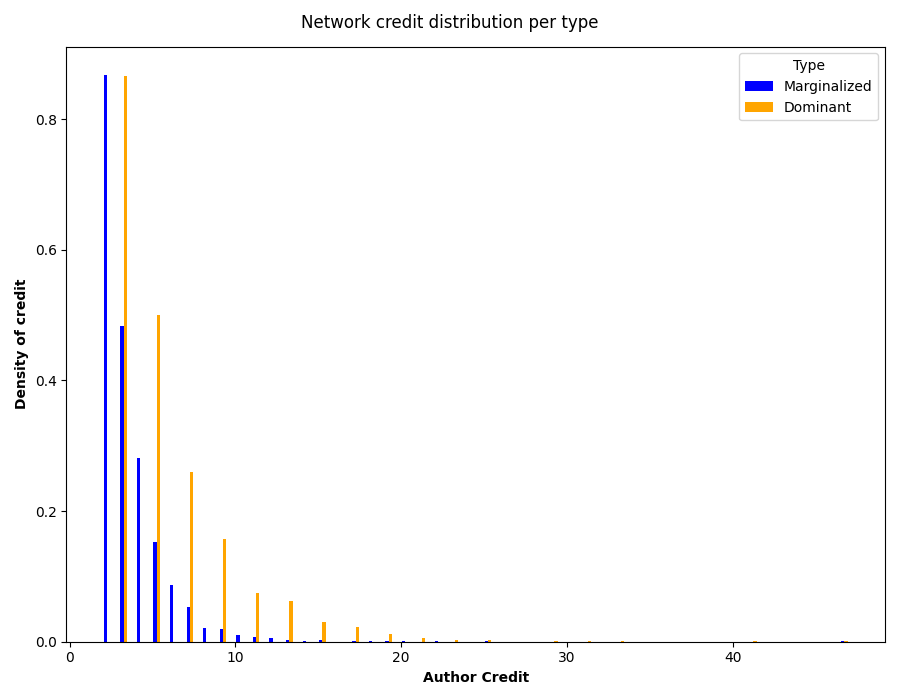 Network credit distribution per type
Type
Marginalized
Dominant
0.8
0.6
0.4
0.2
0.0
Density of credit
0 10 20 30 40
Author Credit